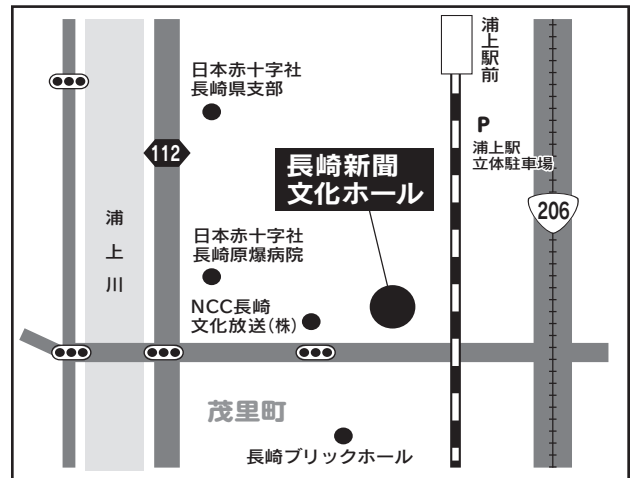 浦上駅前
日本赤十字社
長崎県支部
P
浦上駅
立体駐車場
112
長崎新聞
文化ホール
206
浦上川
日本赤十字社
長崎原爆病院
NCC長崎
文化放送(株)
茂里町
長崎ブリックホール